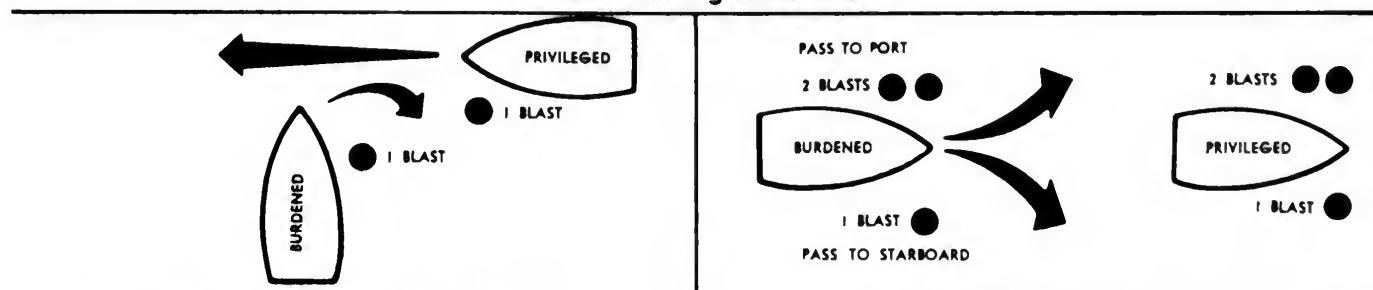 PRIVILEGED
1 BLAST
1 BLAST
BURDENED
PASS TO PORT
2 BLASTS
BURDENED
1 BLAST
PASS TO STARBOARD
2 BLASTS
PRIVILEGED
1 BLAST